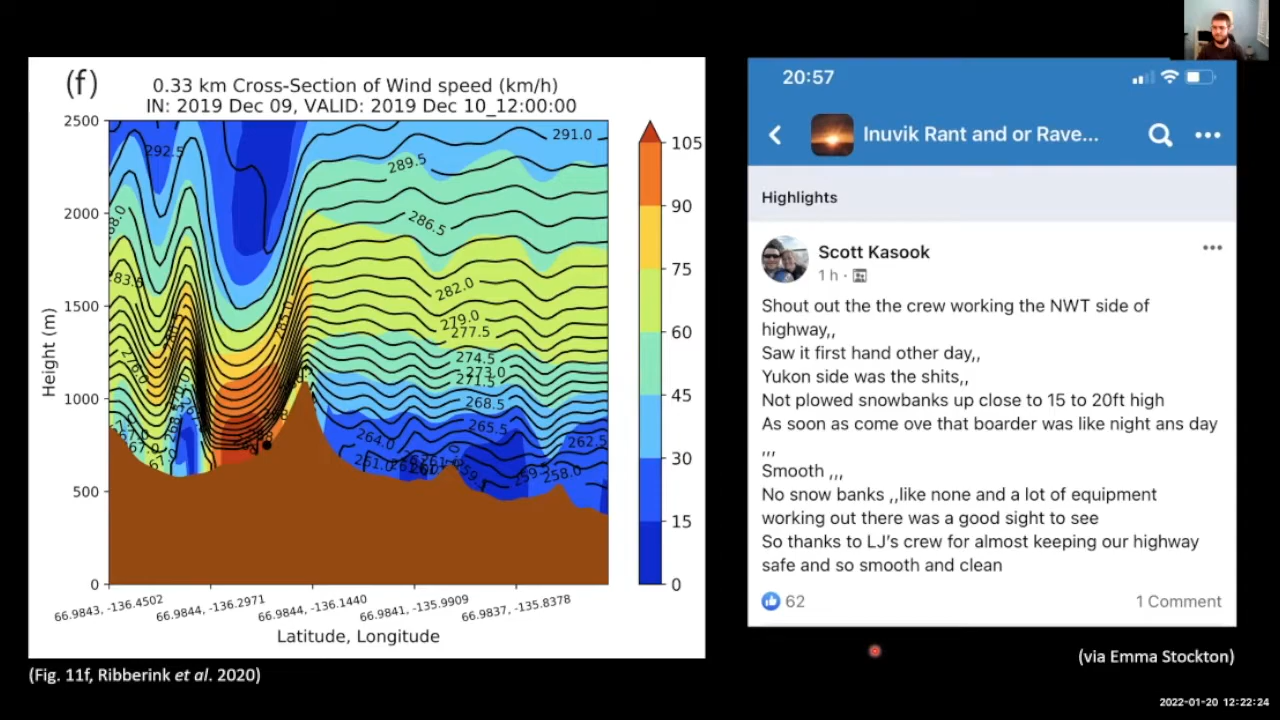 (f)
0.33 km Cross-Section of Wind speed (km/h)
IN: 2019 Dec 09, VALID: 2019 Dec 10_12:00:00
Height (m)
2500
2000
1500
1000
500
0
292.5
291.0
289.5
286.5
282.0
279.0
277.5
274.5
273.0
271.5
268.5
265.5
264.0
262.5
261.0
258.0
105
90
75
60
45
30
15
0
66.9843, -136.4502
66.9844, -136.2971
66.9844, -136.1440
66.9841, -135.9909
66.9837, -135.8378
Latitude, Longitude
(Fig. 11f, Ribberink et al. 2020)
20:57
Inuvik Rant and or Rave...
Highlights
Scott Kasook
1 h ·
Shout out the the crew working the NWT side of
highway,,
Saw it first hand other day,,
Yukon side was the shits,,
Not plowed snowbanks up close to 15 to 20ft high
As soon as come ove that boarder was like night ans day
,,,
Smooth ,,,
No snow banks ,,like none and a lot of equipment
working out there was a good sight to see
So thanks to LJ’s crew for almost keeping our highway
safe and so smooth and clean
62
1 Comment
(via Emma Stockton)
2022-01-20 12:22:24